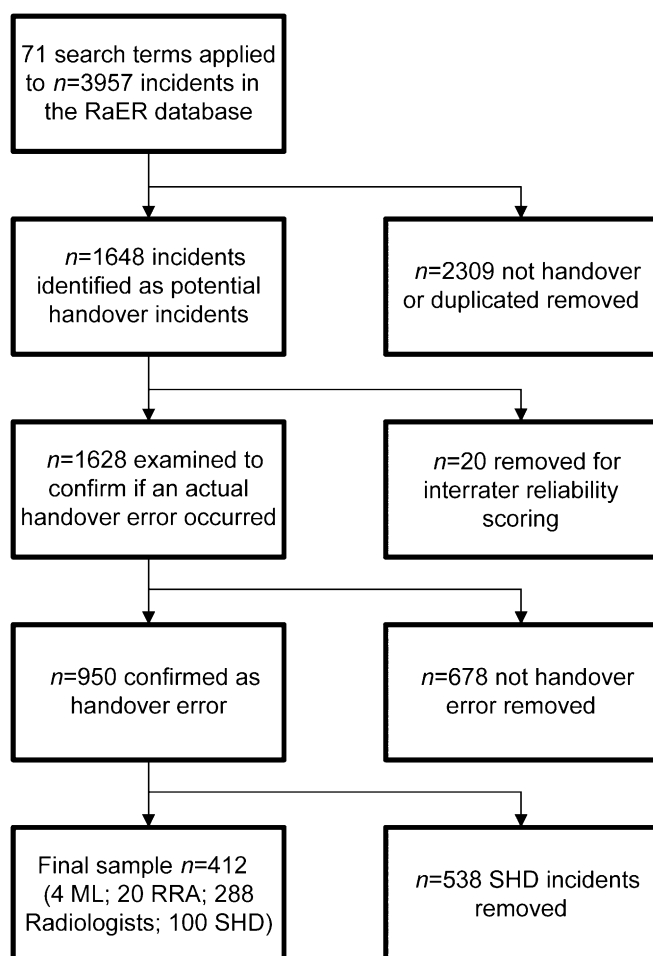 71 search terms applied
to n=3957 incidents in
the RaER database
n=1648 incidents
identified as potential
handover incidents
n=2309 not handover
or duplicated removed
n=1628 examined to
confirm if an actual
handover error occurred
n=20 removed for
interrater reliability
scoring
n=950 confirmed as
handover error
n=678 not handover
error removed
Final sample n=412
(4 ML; 20 RRA; 288
Radiologists; 100 SHD)
n=538 SHD incidents
removed